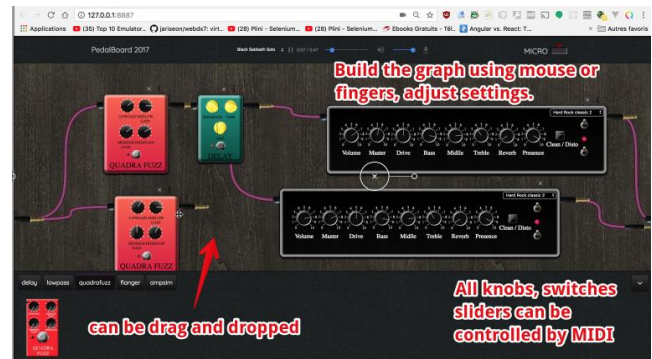 127.0.0.1:8887
Applications (35) Top 10 Emulator... jariseon/webdx7: virt... (28) Plini - Selenium... (28) Plini - Selenium... Ebooks Gratuits - Tél... Angular vs. React: T... Autres favoris
PedalBoard 2017 Black Sabbath Solo MICRO
Build the graph using mouse or
fingers, adjust settings.
Hard Rock classic 2
QUADRA FUZZ
DELAY
Volume Master Drive Bass Middle Treble Reverb Presence Clean / Disto
Hard Rock classic 2
Volume Master Drive Bass Middle Treble Reverb Presence Clean / Disto
QUADRA FUZZ
delay lowpass quadrafuzz flanger ampsim
All knobs, switches
sliders can be
controlled by MIDI
can be drag and dropped
QUADRA
FUZZ